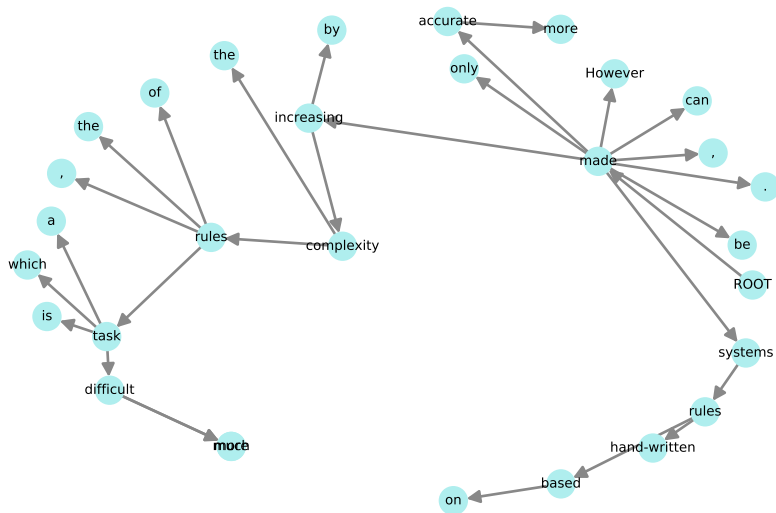 accurate
more
by
the
only
However
of
can
increasing
the
,
made
.
,
a
rules
complexity
be
which
ROOT
is
task
systems
difficult
rules
hand-written
based
on